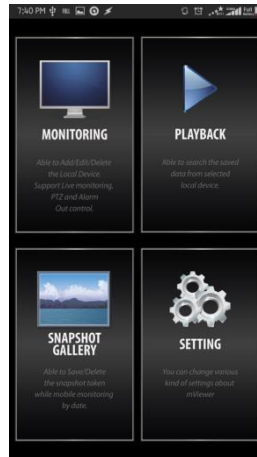 7:40 PM
MONITORING
Able to Add/Edit/Delete
the Local Device
Support Live monitoring,
PTZ and Alarm
Out control.
PLAYBACK
Able to search the saved
data from selected
local device.
SNAPSHOT
GALLERY
Able to Save/Delete
the snapshot taken
while mobile monitoring
by date.
SETTING
You can change various
kind of settings about
mViewer